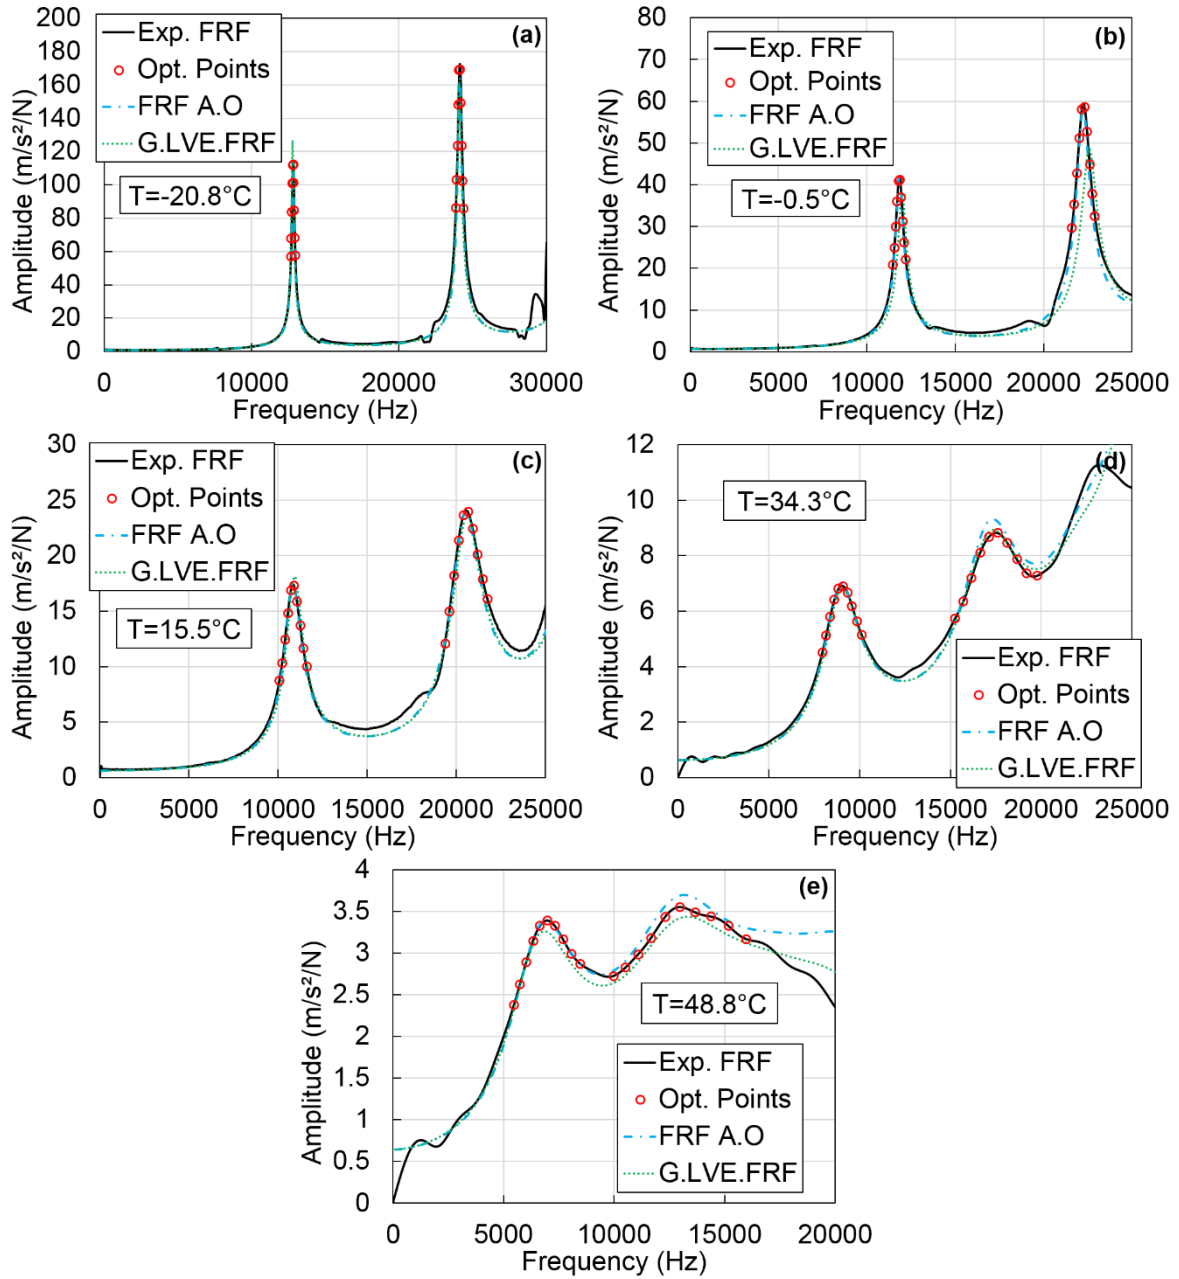 (a)
Exp. FRF
Opt. Points
FRF A.O
G.LVE.FRF
T=-20.8°C
Amplitude (m/s²/N)
200
180
160
140
120
100
80
60
40
20
0
0 10000 20000 30000
Frequency (Hz)
(b)
Exp. FRF
Opt. Points
FRF A.O
G.LVE.FRF
T=-0.5°C
Amplitude (m/s²/N)
80
70
60
50
40
30
20
10
0
0 5000 10000 15000 20000 25000
Frequency (Hz)
(c)
Exp. FRF
Opt. Points
FRF A.O
G.LVE.FRF
T=15.5°C
Amplitude (m/s²/N)
30
25
20
15
10
5
0
0 5000 10000 15000 20000 25000
Frequency (Hz)
(d)
T=34.3°C
Exp. FRF
Opt. Points
FRF A.O
G.LVE.FRF
Amplitude (m/s²/N)
12
10
8
6
4
2
0
0 5000 10000 15000 20000 25000
Frequency (Hz)
(e)
T=48.8°C
Exp. FRF
Opt. Points
FRF A.O
G.LVE.FRF
Amplitude (m/s²/N)
4
3.5
3
2.5
2
1.5
1
0.5
0
0 5000 10000 15000 20000
Frequency (Hz)